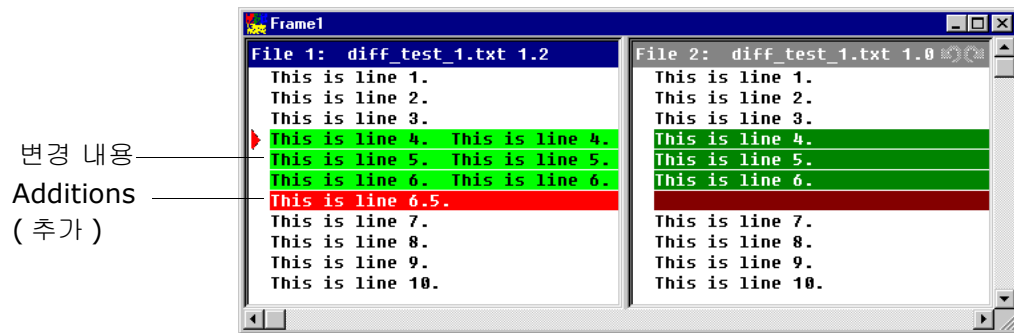 Frame1
File 1:  diff_test_1.txt 1.2
This is line 1.
This is line 2.
This is line 3.
This is line 4.  This is line 4.
This is line 5.  This is line 5.
This is line 6.  This is line 6.
This is line 6.5.
This is line 7.
This is line 8.
This is line 9.
This is line 10.
File 2:  diff_test_1.txt 1.0
This is line 1.
This is line 2.
This is line 3.
This is line 4.
This is line 5.
This is line 6.
This is line 7.
This is line 8.
This is line 9.
This is line 10.
변경 내용
Additions
( 추가 )